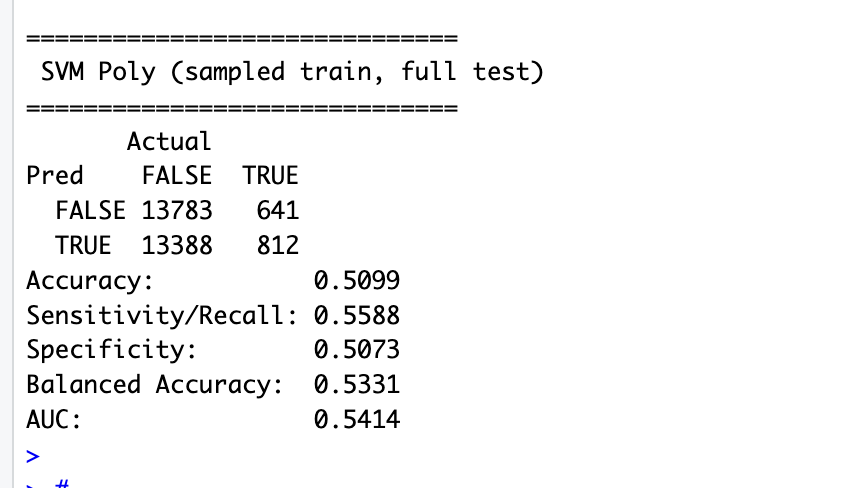 ==============================
 SVM Poly (sampled train, full test)
==============================
       Actual
Pred    FALSE  TRUE
  FALSE 13783   641
  TRUE  13388   812
Accuracy:           0.5099
Sensitivity/Recall: 0.5588
Specificity:        0.5073
Balanced Accuracy:  0.5331
AUC:                0.5414
>
> #